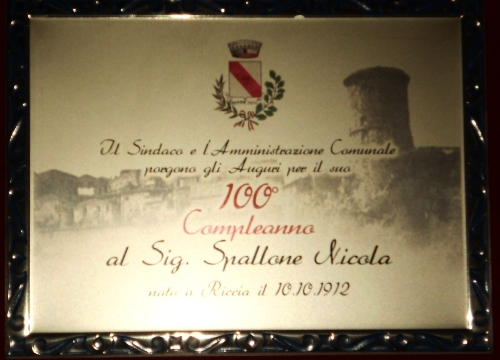 Il Sindaco e l'Amministrazione Comunale
porgono gli Auguri per il suo
100°
Compleanno
al Sig. Spallone Nicola
nato a Riccia il 10.10.1912